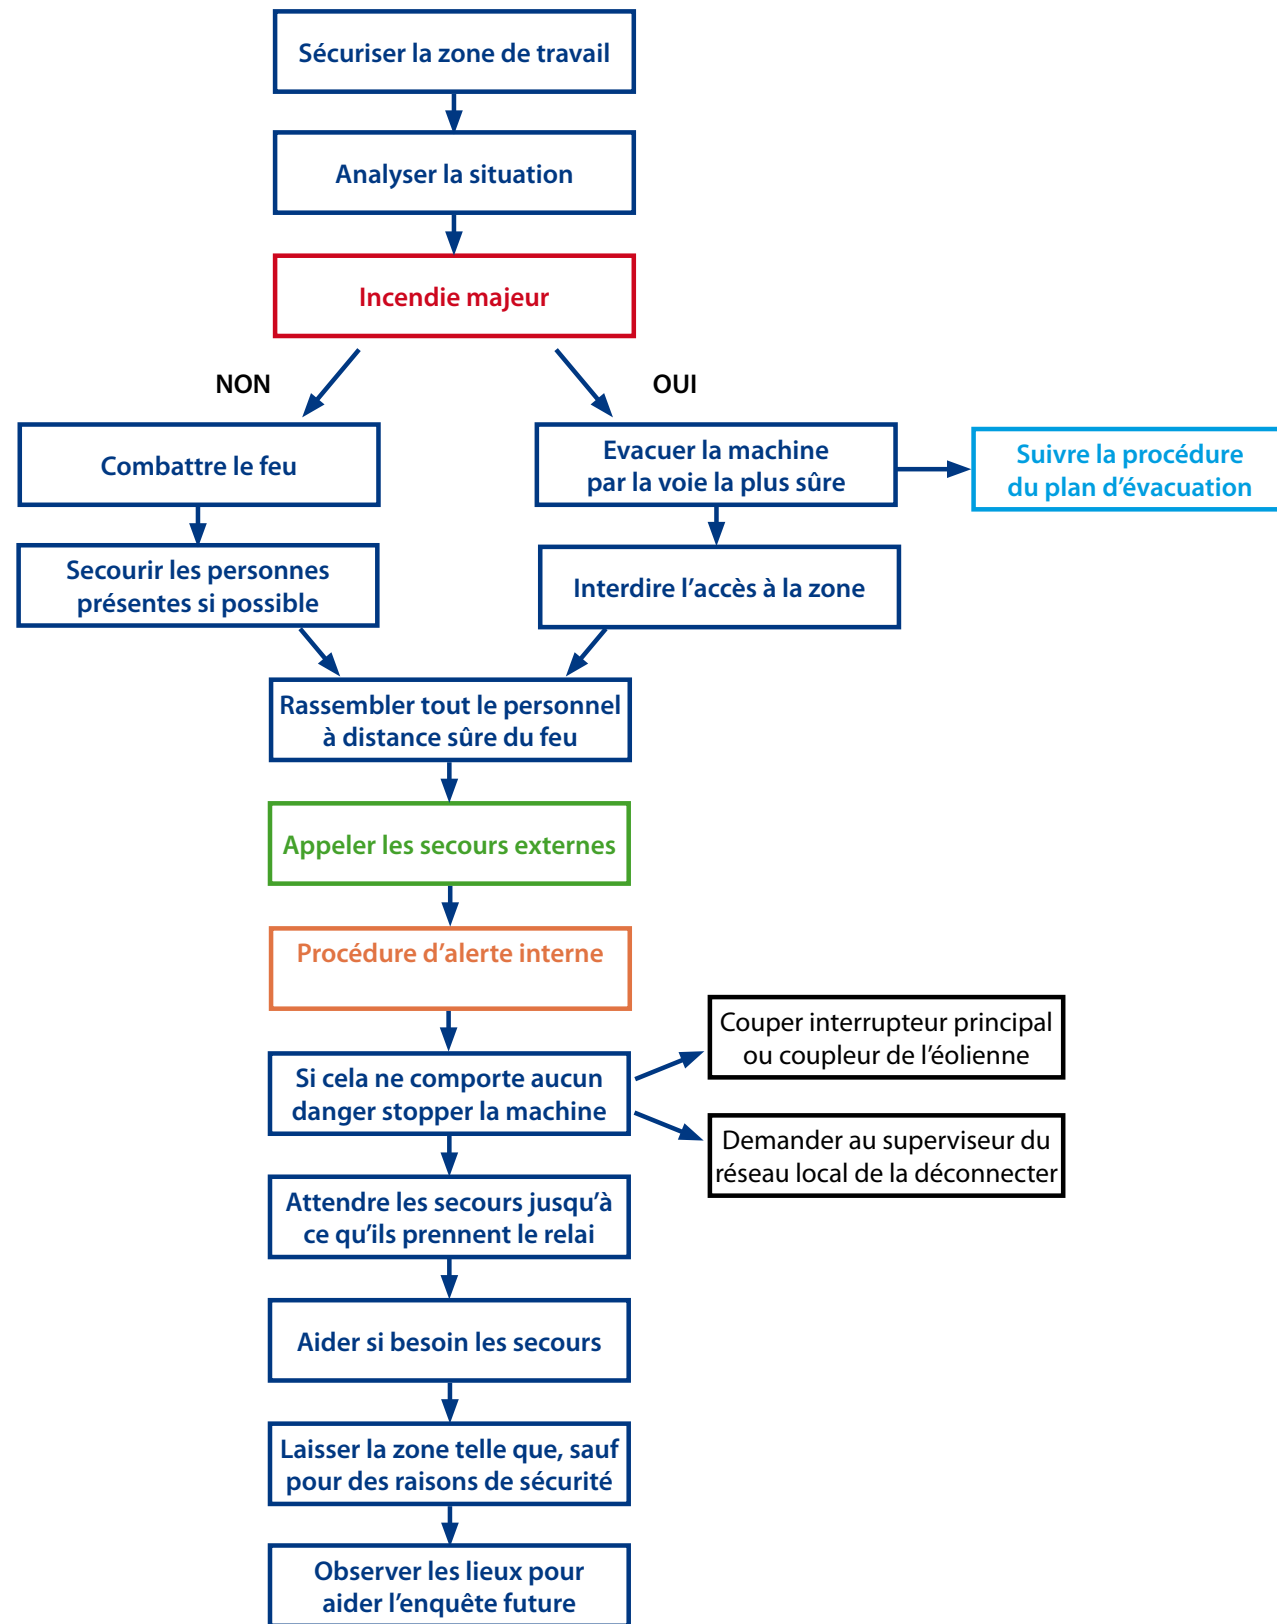 Sécuriser la zone de travail
Analyser la situation
Incendie majeur
NON
OUI
Combattre le feu
Evacuer la machine
par la voie la plus sûre
Suivre la procédure
du plan d’évacuation
Secourir les personnes
présentes si possible
Interdire l’accès à la zone
Rassembler tout le personnel
à distance sûre du feu
Appeler les secours externes
Procédure d’alerte interne
Couper interrupteur principal
ou coupleur de l’éolienne
Si cela ne comporte aucun
danger stopper la machine
Demander au superviseur du
réseau local de la déconnecter
Attendre les secours jusqu’à
ce qu’ils prennent le relai
Aider si besoin les secours
Laisser la zone telle que, sauf
pour des raisons de sécurité
Observer les lieux pour
aider l’enquête future